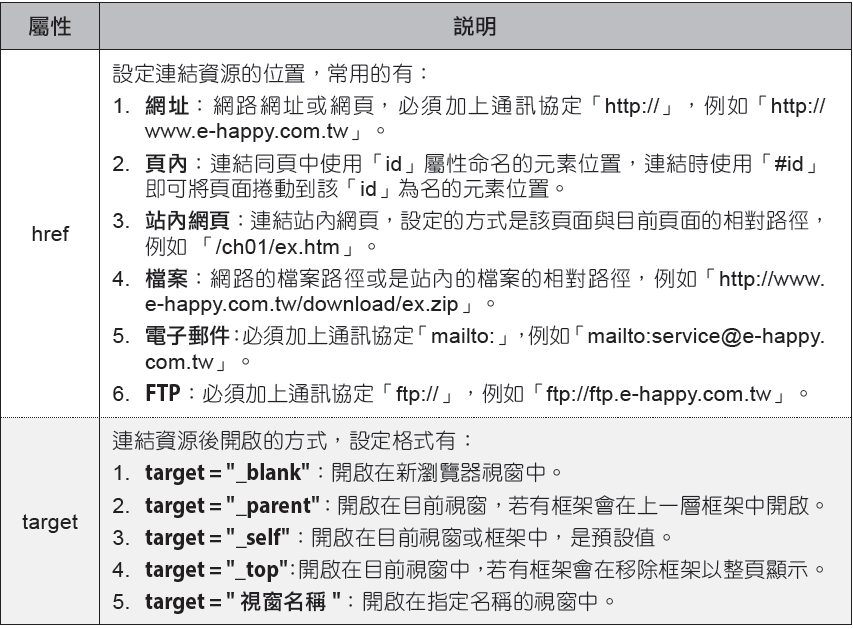 屬性 說明
設定連結資源的位置,常用的有:
1. 網址:網路網址或網頁,必須加上通訊協定「http://」,例如「http://
www.e-happy.com.tw」。
2. 頁內:連結同頁中使用「id」屬性命名的元素位置,連結時使用「#id」
即可將頁面捲動到該「id」為名的元素位置。
3. 站內網頁:連結站內網頁,設定的方式是該頁面與目前頁面的相對路徑,
href
例如 「/ch01/ex.htm」。
4. 檔案:網路的檔案路徑或是站內的檔案的相對路徑,例如「http://www.
e-happy.com.tw/download/ex.zip」。
5. 電子郵件:必須加上通訊協定「mailto:」,例如「mailto:service@e-happy.
com.tw」。
6. FTP:必須加上通訊協定「ftp://」,例如「ftp://ftp.e-happy.com.tw」。
連結資源後開啟的方式,設定格式有:
1. target = "_blank":開啟在新瀏覽器視窗中。
2. target = "_parent":開啟在目前視窗,若有框架會在上一層框架中開啟。
target
3. target = "_self":開啟在目前視窗或框架中,是預設值。
4. target = "_top":開啟在目前視窗中,若有框架會在移除框架以整頁顯示。
5. target = " 視窗名稱 ":開啟在指定名稱的視窗中。